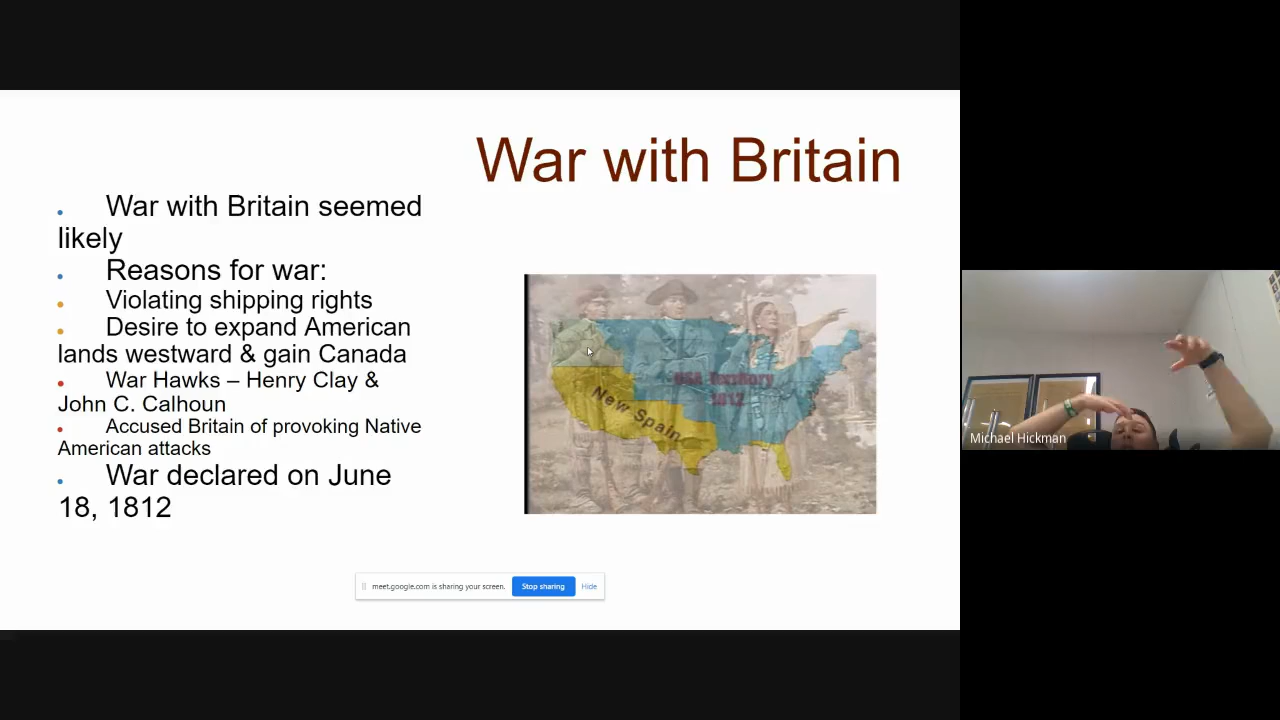 War with Britain
War with Britain seemed
likely
Reasons for war:
Violating shipping rights
Desire to expand American
lands westward & gain Canada
War Hawks – Henry Clay &
John C. Calhoun
Accused Britain of provoking Native
American attacks
War declared on June
18, 1812
USA Territory
1812
New Spain
meet.google.com is sharing your screen. Stop sharing Hide
Michael Hickman